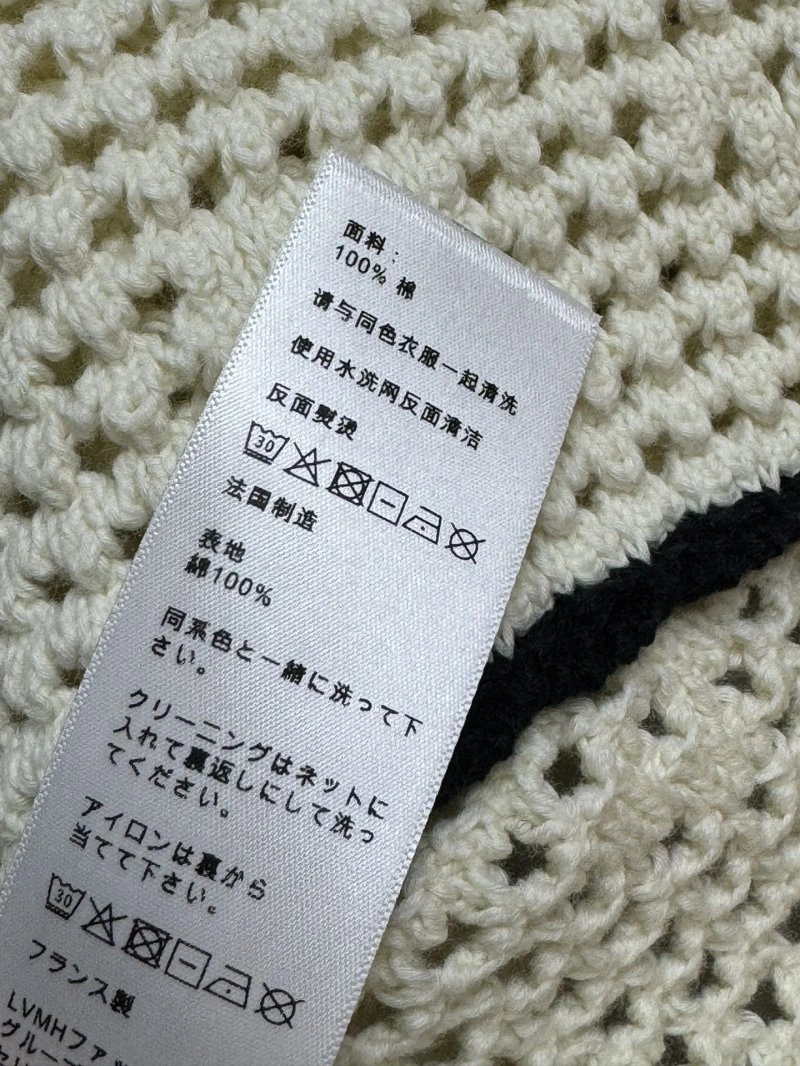 面料：
100% 棉
请与同色衣服一起清洗
使用水洗网反面清洁
反面熨烫
30
法国制造
表地
綿100%
同系色と一緒に洗って下
さい。
クリーニングはネットに
入れて裏返しにして洗っ
てください。
アイロンは裏から
当てて下さい。
30
フランス製
LVMHファッ
グループ